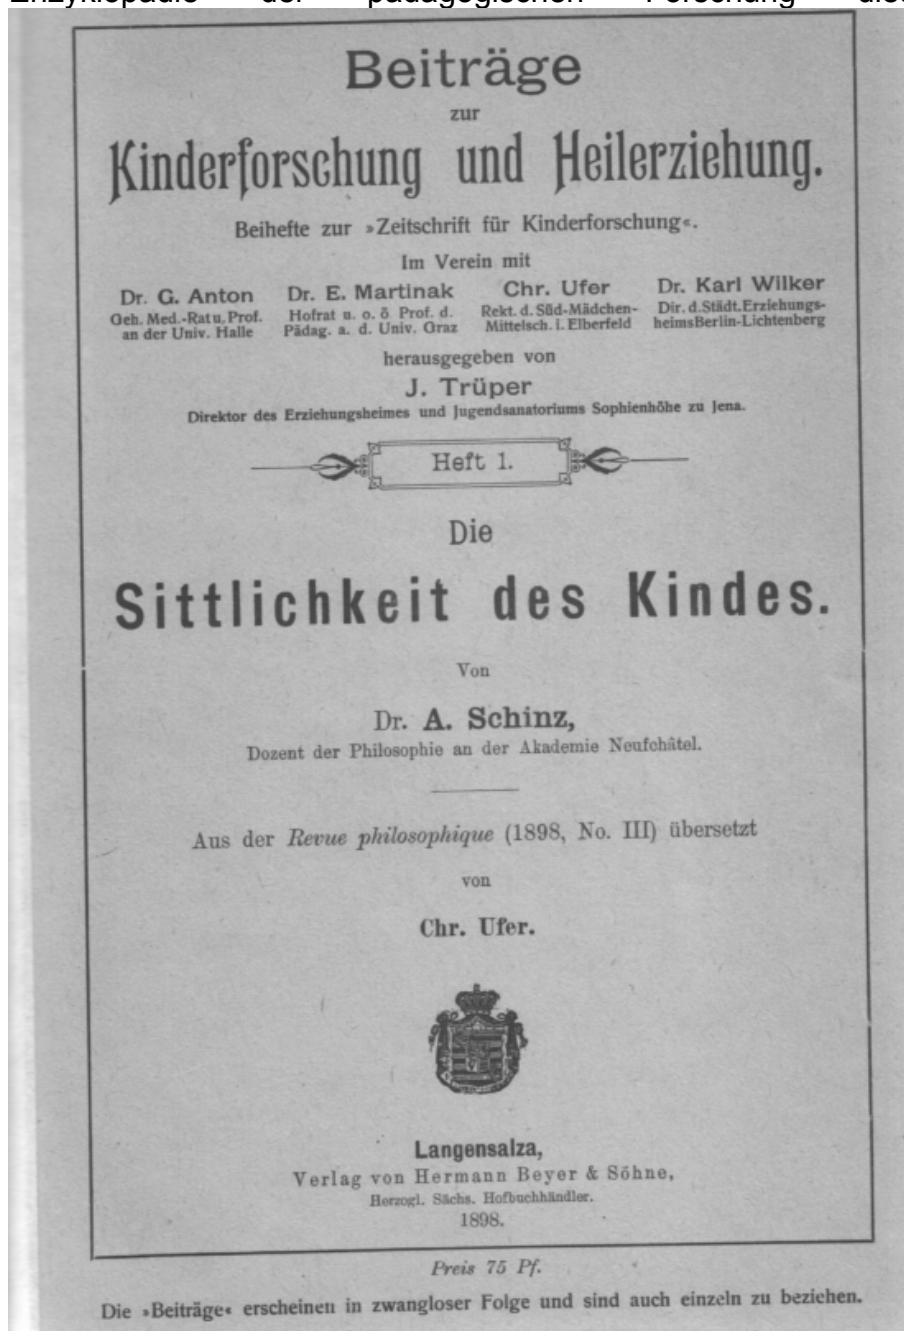 Enzyklopädie der pädagogischen Forschung
Beiträge
zur
Kinderforschung und Heilerziehung.
Beihefte zur »Zeitschrift für Kinderforschung«.
Im Verein mit
Dr. G. Anton Dr. E. Martinak Chr. Ufer Dr. Karl Wilker
Geh. Med.-Rat u. Prof. Hofrat u. o. ö Prof. d. Rekt. d. Süd-Mädchen- Dir. d. Städt. Erziehungs-
an der Univ. Halle Pädag. a. d. Univ. Graz Mittelsch. i. Elberfeld heims Berlin-Lichtenberg
herausgegeben von
J. Trüper
Direktor des Erziehungsheimes und Jugendsanatoriums Sophienhöhe zu Jena.
Heft 1.
Die
Sittlichkeit des Kindes.
Von
Dr. A. Schinz,
Dozent der Philosophie an der Akademie Neufchâtel.
Aus der Revue philosophique (1898, No. III) übersetzt
von
Chr. Ufer.
Langensalza,
Verlag von Hermann Beyer & Söhne,
Herzogl. Sächs. Hofbuchhändler.
1898.
Preis 75 Pf.
Die »Beiträge« erscheinen in zwangloser Folge und sind auch einzeln zu beziehen.